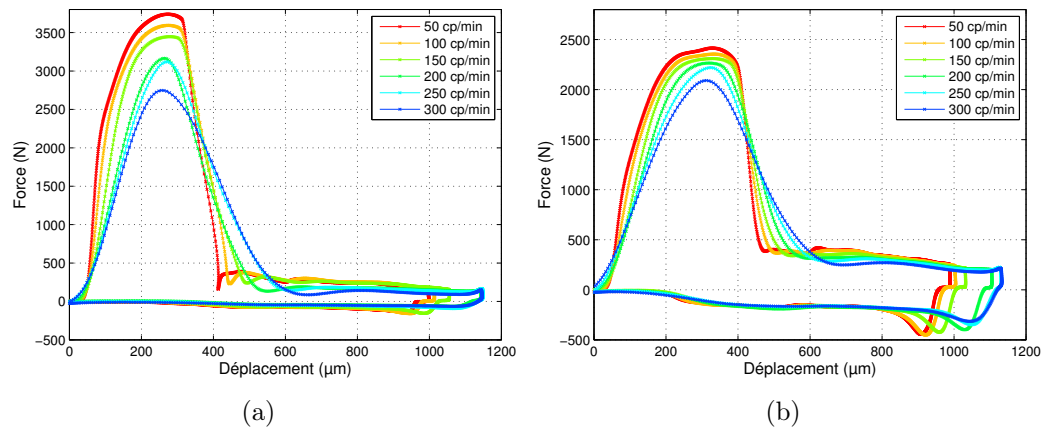 50 cp/min
100 cp/min
150 cp/min
200 cp/min
250 cp/min
300 cp/min
3500
3000
2500
2000
1500
1000
500
0
−500
Force (N)
0 200 400 600 800 1000 1200
Déplacement (µm)
(a)
50 cp/min
100 cp/min
150 cp/min
200 cp/min
250 cp/min
300 cp/min
2500
2000
1500
1000
500
0
−500
Force (N)
0 200 400 600 800 1000 1200
Déplacement (µm)
(b)